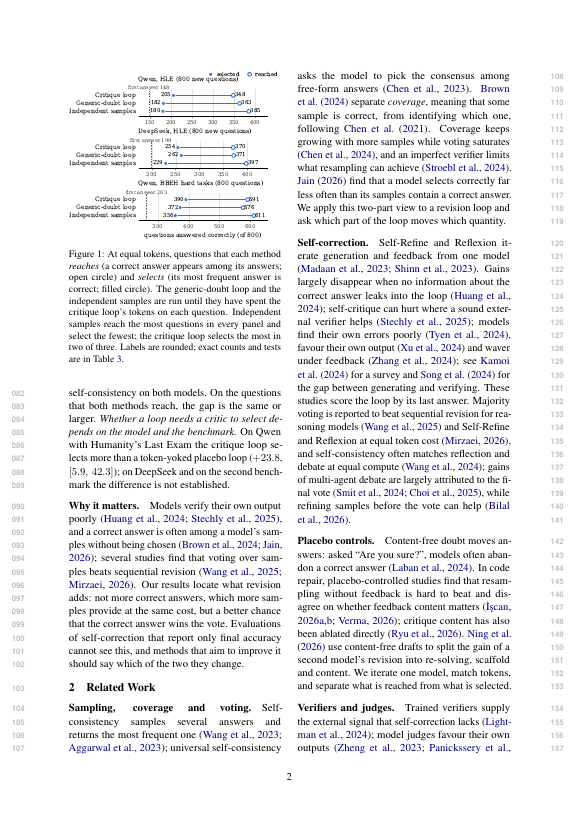 selected reached
Qwen, HLE (800 new questions)
first answer 148
Critique loop 205 348
Generic-doubt loop 182 363
Independent samples 180 385
150 200 250 300 350 400
DeepSeek, HLE (800 new questions)
first answer 198
Critique loop 254 370
Generic-doubt loop 262 371
Independent samples 229 397
200 250 300 350 400
Qwen, BBEH hard tasks (800 questions)
first answer 263
Critique loop 390 591
Generic-doubt loop 372 576
Independent samples 356 611
300 400 500 600
questions answered correctly (of 800)
Figure 1: At equal tokens, questions that each method
reaches (a correct answer appears among its answers;
open circle) and selects (its most frequent answer is
correct; filled circle). The generic-doubt loop and the
independent samples are run until they have spent the
critique loop's tokens on each question. Independent
samples reach the most questions in every panel and
select the fewest; the critique loop selects the most in
two of three. Labels are rounded; exact counts and tests
are in Table 3.
082 self-consistency on both models. On the questions
083 that both methods reach, the gap is the same or
084 larger. Whether a loop needs a critic to select de-
085 pends on the model and the benchmark. On Qwen
086 with Humanity's Last Exam the critique loop se-
087 lects more than a token-yoked placebo loop (+23.8,
088 [5.9, 42.3]); on DeepSeek and on the second bench-
089 mark the difference is not established.
090 Why it matters. Models verify their own output
091 poorly (Huang et al., 2024; Stechly et al., 2025),
092 and a correct answer is often among a model's sam-
093 ples without being chosen (Brown et al., 2024; Jain,
094 2026); several studies find that voting over sam-
095 ples beats sequential revision (Wang et al., 2025;
096 Mirzaei, 2026). Our results locate what revision
097 adds: not more correct answers, which more sam-
098 ples provide at the same cost, but a better chance
099 that the correct answer wins the vote. Evaluations
100 of self-correction that report only final accuracy
101 cannot see this, and methods that aim to improve it
102 should say which of the two they change.
103 2 Related Work
104 Sampling, coverage and voting. Self-
105 consistency samples several answers and
106 returns the most frequent one (Wang et al., 2023;
107 Aggarwal et al., 2023); universal self-consistency
asks the model to pick the consensus among 108
free-form answers (Chen et al., 2023). Brown 109
et al. (2024) separate coverage, meaning that some 110
sample is correct, from identifying which one, 111
following Chen et al. (2021). Coverage keeps 112
growing with more samples while voting saturates 113
(Chen et al., 2024), and an imperfect verifier limits 114
what resampling can achieve (Stroebl et al., 2024). 115
Jain (2026) find that a model selects correctly far 116
less often than its samples contain a correct answer. 117
We apply this two-part view to a revision loop and 118
ask which part of the loop moves which quantity. 119
Self-correction. Self-Refine and Reflexion it- 120
erate generation and feedback from one model 121
(Madaan et al., 2023; Shinn et al., 2023). Gains 122
largely disappear when no information about the 123
correct answer leaks into the loop (Huang et al., 124
2024); self-critique can hurt where a sound exter- 125
nal verifier helps (Stechly et al., 2025); models 126
find their own errors poorly (Tyen et al., 2024), 127
favour their own output (Xu et al., 2024) and waver 128
under feedback (Zhang et al., 2024); see Kamoi 129
et al. (2024) for a survey and Song et al. (2024) for 130
the gap between generating and verifying. These 131
studies score the loop by its last answer. Majority 132
voting is reported to beat sequential revision for rea- 133
soning models (Wang et al., 2025) and Self-Refine 134
and Reflexion at equal token cost (Mirzaei, 2026), 135
and self-consistency often matches reflection and 136
debate at equal compute (Wang et al., 2024); gains 137
of multi-agent debate are largely attributed to the fi- 138
nal vote (Smit et al., 2024; Choi et al., 2025), while 139
refining samples before the vote can help (Bilal 140
et al., 2026). 141
Placebo controls. Content-free doubt moves an- 142
swers: asked “Are you sure?”, models often aban- 143
don a correct answer (Laban et al., 2024). In code 144
repair, placebo-controlled studies find that resam- 145
pling without feedback is hard to beat and dis- 146
agree on whether feedback content matters (İşcan, 147
2026a,b; Verma, 2026); critique content has also 148
been ablated directly (Ryu et al., 2026). Ning et al. 149
(2026) use content-free drafts to split the gain of a 150
second model's revision into re-solving, scaffold 151
and content. We iterate one model, match tokens, 152
and separate what is reached from what is selected. 153
Verifiers and judges. Trained verifiers supply 154
the external signal that self-correction lacks (Light- 155
man et al., 2024); model judges favour their own 156
outputs (Zheng et al., 2023; Panickssery et al., 157
2